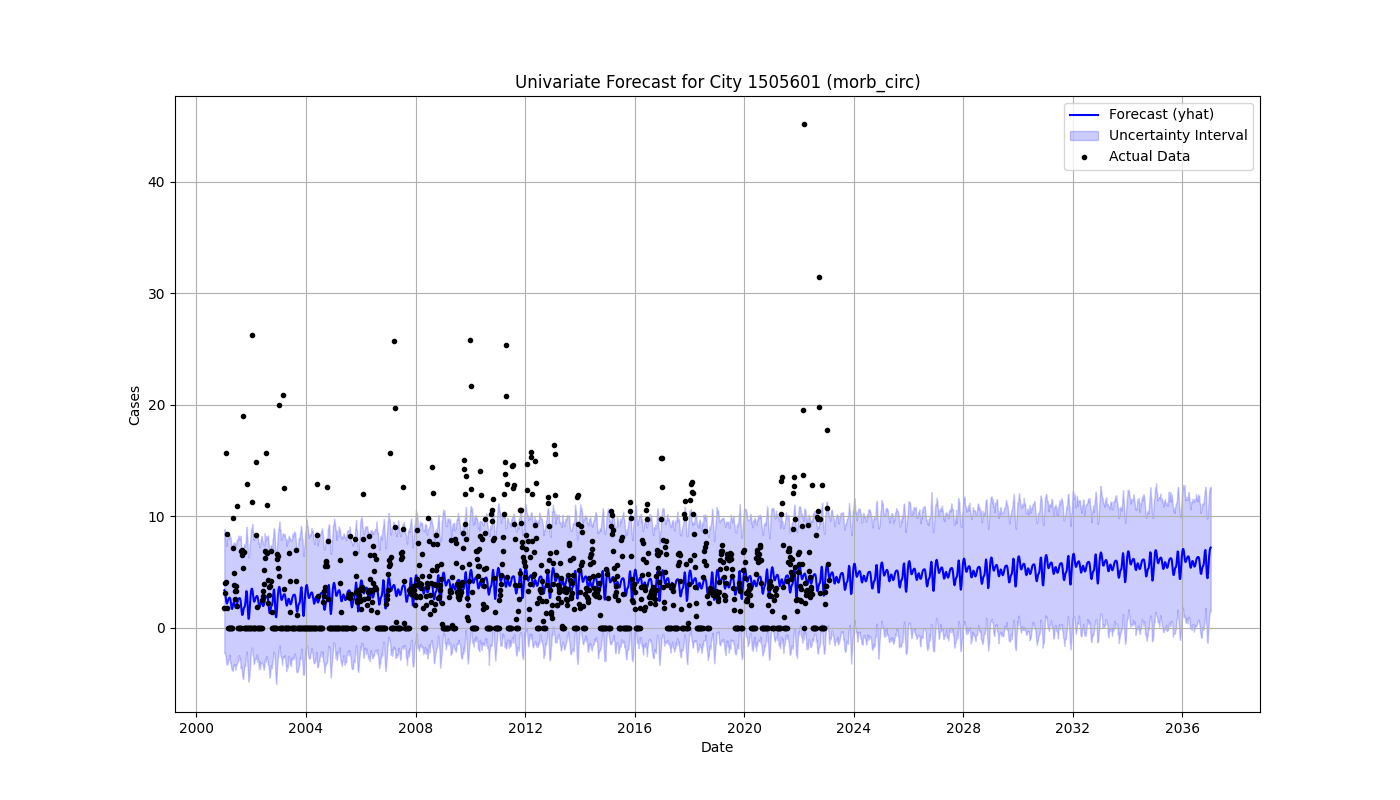 Univariate Forecast for City 1505601 (morb_circ)
Forecast (yhat)
Uncertainty Interval
Actual Data
Cases
40
30
20
10
0
2000 2004 2008 2012 2016 2020 2024 2028 2032 2036
Date